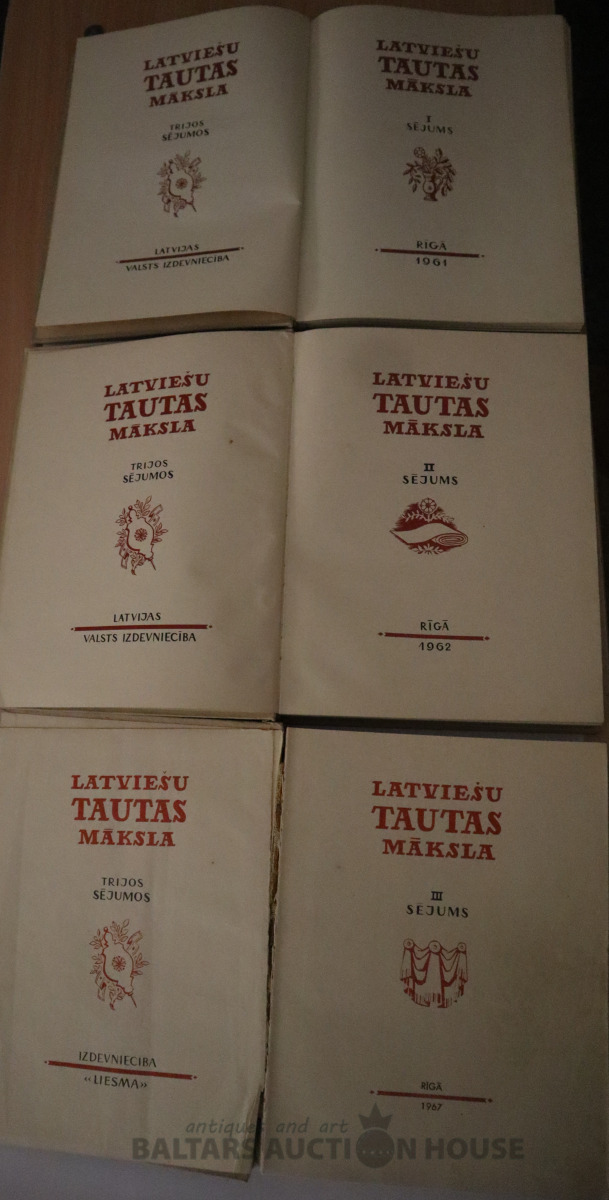 LATVIEŠU
TAUTAS
MĀKSLA
TRIJOS
SĒJUMOS
LATVIJAS
VALSTS IZDEVNIECĪBA
LATVIEŠU
TAUTAS
MĀKSLA
I
SĒJUMS
RĪGĀ
1961
LATVIEŠU
TAUTAS
MĀKSLA
TRIJOS
SĒJUMOS
LATVIJAS
VALSTS IZDEVNIECĪBA
LATVIEŠU
TAUTAS
MĀKSLA
II
SĒJUMS
RĪGĀ
1962
LATVIEŠU
TAUTAS
MĀKSLA
TRIJOS
SĒJUMOS
IZDEVNIECĪBA
«LIESMA»
LATVIEŠU
TAUTAS
MĀKSLA
III
SĒJUMS
RĪGĀ
1967
antiques and art
BALTARS AUCTION HOUSE